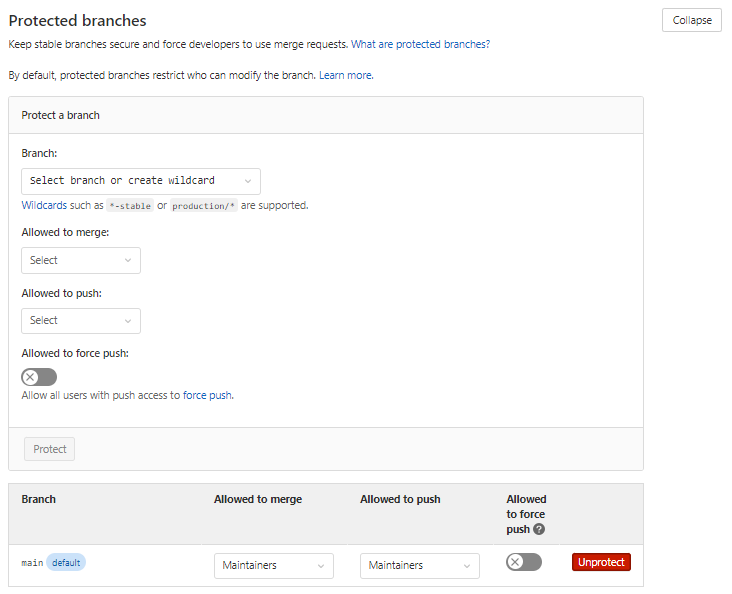 Protected branches
Collapse
Keep stable branches secure and force developers to use merge requests. What are protected branches?
By default, protected branches restrict who can modify the branch. Learn more.
Protect a branch
Branch:
Select branch or create wildcard
Wildcards such as *-stable or production/* are supported.
Allowed to merge:
Select
Allowed to push:
Select
Allowed to force push:
Allow all users with push access to force push.
Protect
Branch Allowed to merge Allowed to push Allowed
to force
push ?
main default Maintainers Maintainers Unprotect